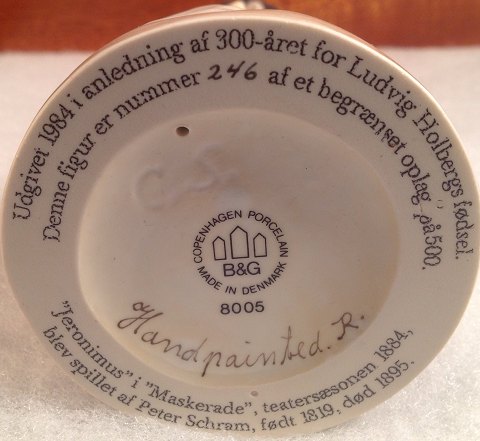 Udgivet 1984 i anledning af 300-året for Ludvig Holbergs fødsel.
Denne figur er nummer 246 af et begrænset oplag på 500.
COPENHAGEN PORCELAIN
B&G
MADE IN DENMARK
8005
Handpainted. R.
"Jeronimus" i "Maskerade", teatersæsonen 1884,
blev spillet af Peter Schram, født 1819, død 1895.